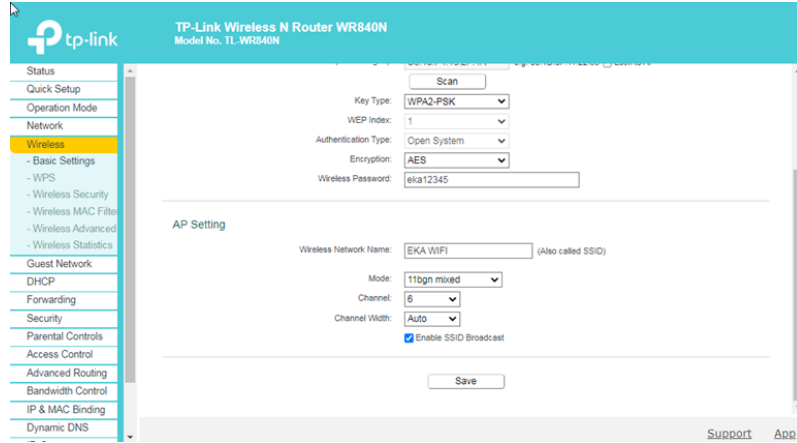 tp-link
TP-Link Wireless N Router WR840N
Model No. TL-WR840N
Status
Quick Setup
Operation Mode
Network
Wireless
- Basic Settings
- WPS
- Wireless Security
- Wireless MAC Filte
- Wireless Advanced
- Wireless Statistics
Guest Network
DHCP
Forwarding
Security
Parental Controls
Access Control
Advanced Routing
Bandwidth Control
IP & MAC Binding
Dynamic DNS
Scan
Key Type: WPA2-PSK
WEP Index: 1
Authentication Type: Open System
Encryption: AES
Wireless Password: eka12345
AP Setting
Wireless Network Name: EKA WIFI (Also called SSID)
Mode: 11bgn mixed
Channel: 6
Channel Width: Auto
Enable SSID Broadcast
Save
Support App